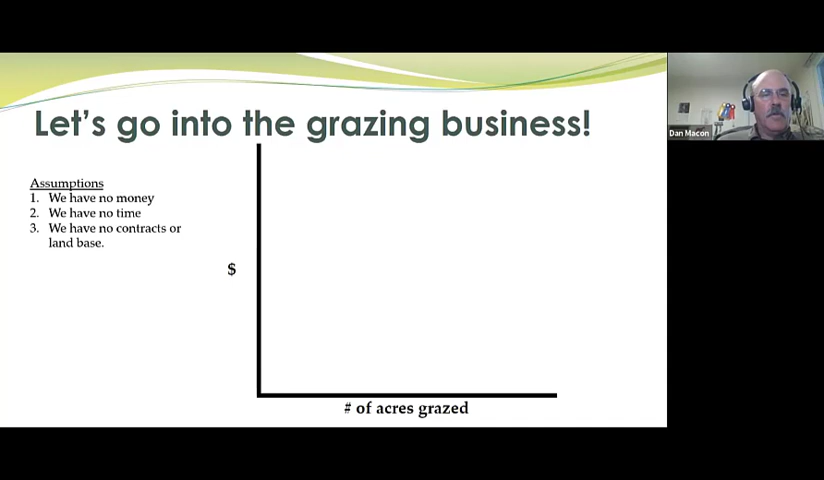 Let's go into the grazing business!
Dan Macon
Assumptions
1. We have no money
2. We have no time
3. We have no contracts or
land base.
$
# of acres grazed